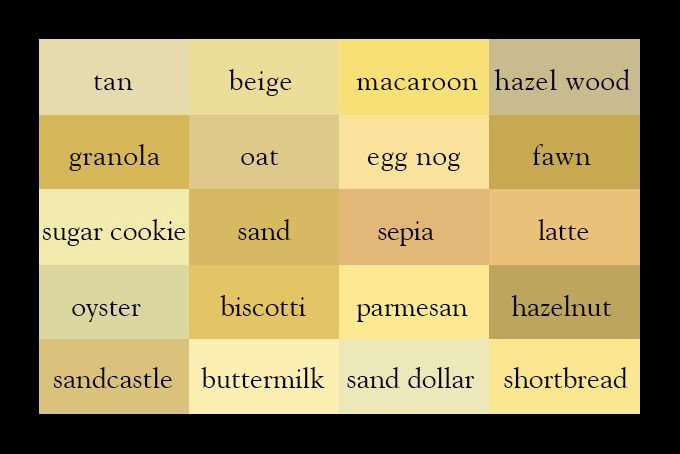 tan beige macaroon hazel wood
granola oat egg nog fawn
sugar cookie sand sepia latte
oyster biscotti parmesan hazelnut
sandcastle buttermilk sand dollar shortbread